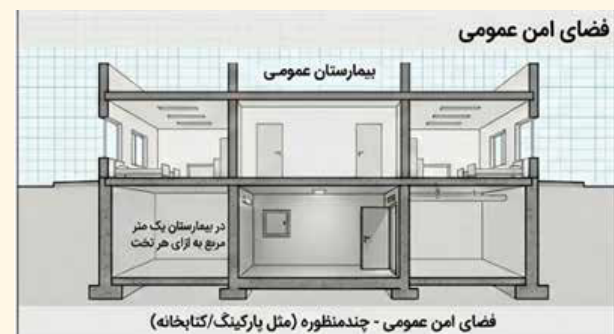 فضای امن عمومی
بیمارستان عمومی
در بیمارستان یک متر
مربع به ازای هر تخت
فضای امن عمومی - چندمنظوره (مثل پارکینگ/کتابخانه)